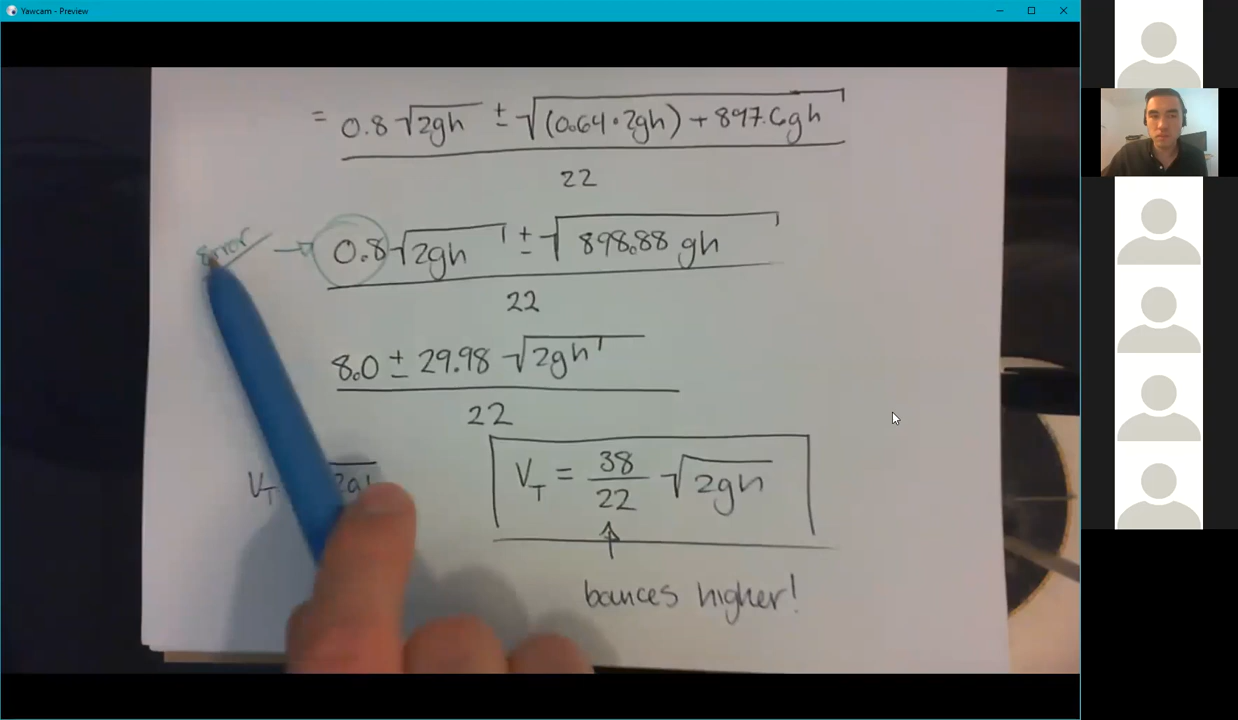 Yawcam - Preview
= 0.8 √2gh ± √(0.64 · 2gh) + 897.6gh
22
error → 0.8 √2gh ± √898.88 gh
22
8.0 ± 29.98 √2gh
22
V_T = 38/22 √2gh
V_T
bounces higher!